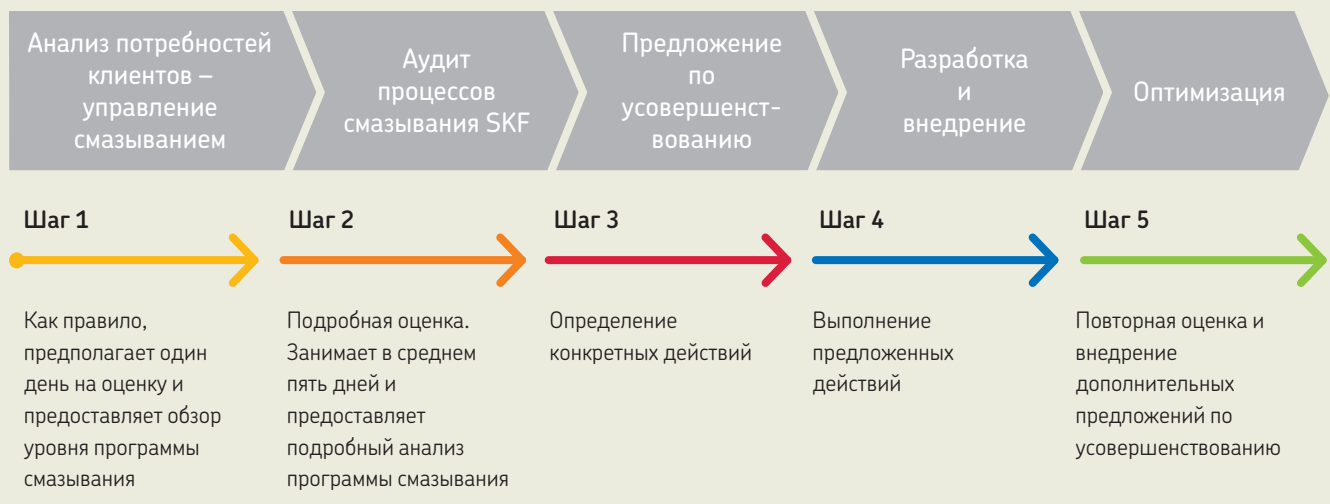 Анализ потребностей
клиентов –
управление
смазыванием
Аудит
процессов
смазывания SKF
Предложение
по
усовершенст-
вованию
Разработка
и
внедрение
Оптимизация
Шаг 1
Шаг 2
Шаг 3
Шаг 4
Шаг 5
Как правило,
предполагает один
день на оценку и
предоставляет обзор
уровня программы
смазывания
Подробная оценка.
Занимает в среднем
пять дней и
предоставляет
подробный анализ
программы смазывания
Определение
конкретных действий
Выполнение
предложенных
действий
Повторная оценка и
внедрение
дополнительных
предложений по
усовершенствованию